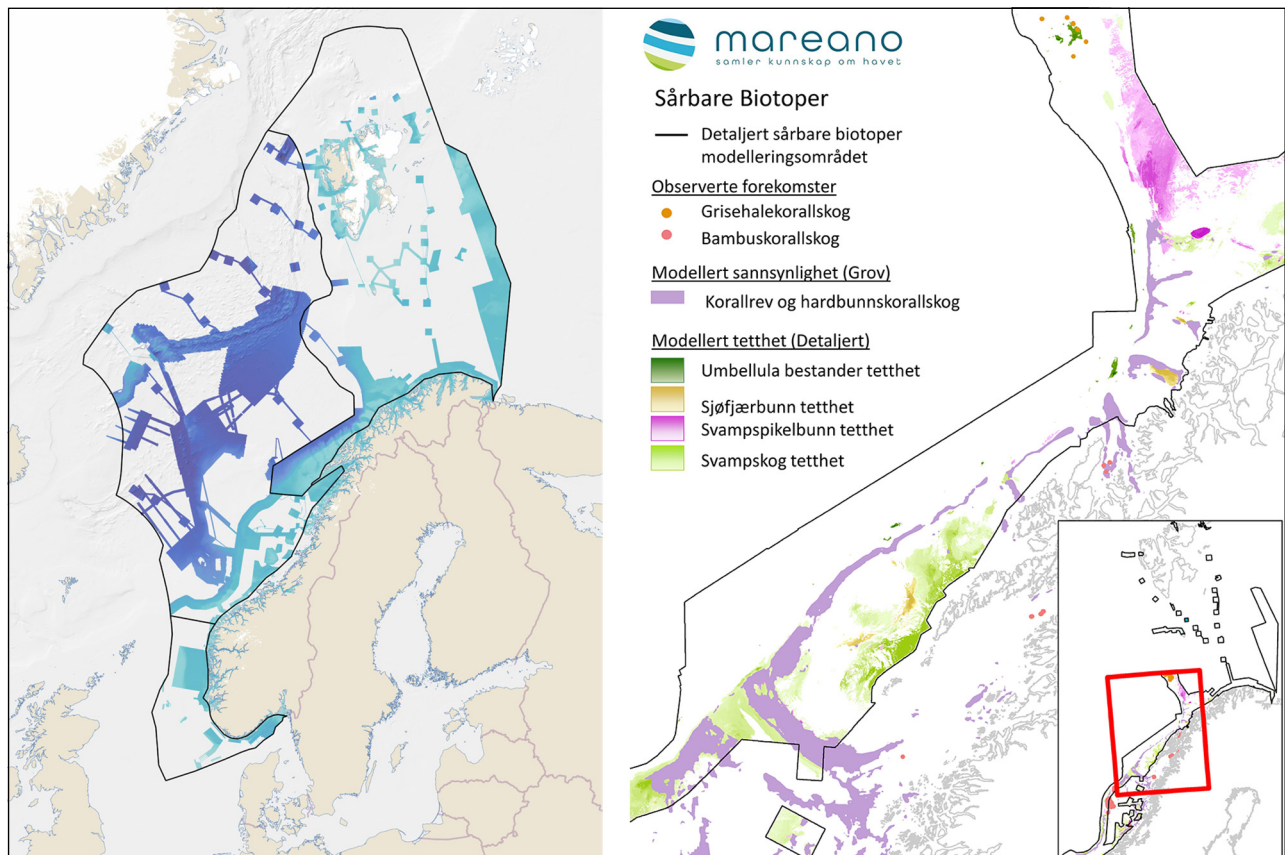 mareano
samler kunnskap om havet
Sårbare Biotoper
Detaljert sårbare biotoper
modelleringsområdet
Observerte forekomster
Grisehalekorallskog
Bambuskorallskog
Modellert sannsynlighet (Grov)
Korallrev og hardbunnskorallskog
Modellert tetthet (Detaljert)
Umbellula bestander tetthet
Sjøfjærbunn tetthet
Svampspikelbunn tetthet
Svampskog tetthet